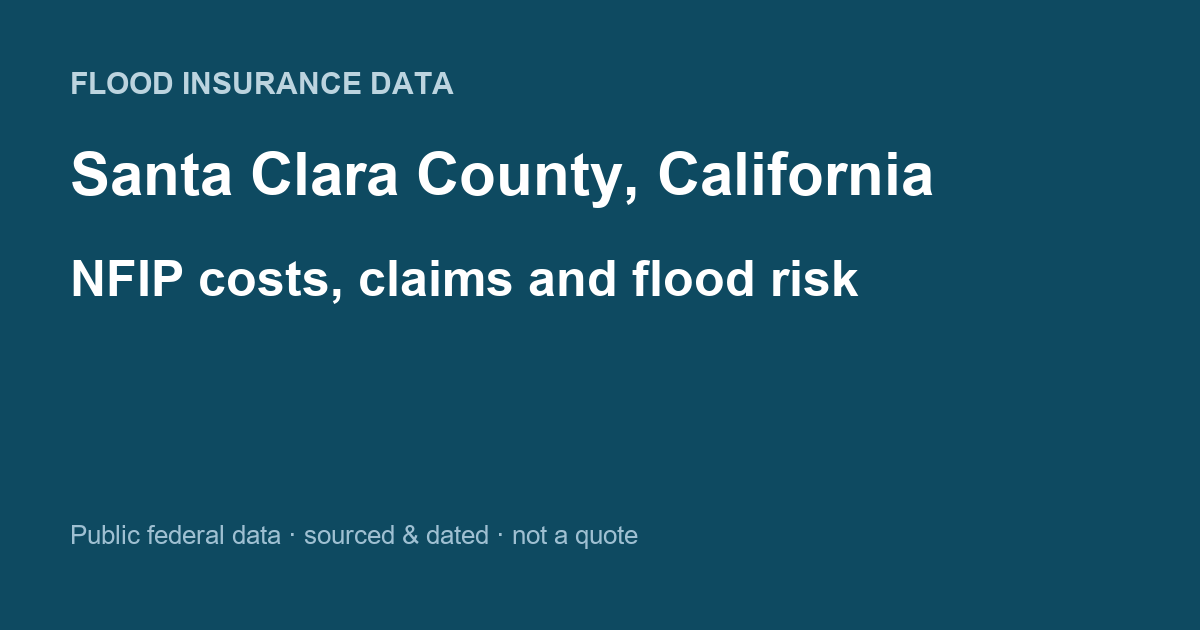 FLOOD INSURANCE DATA
Santa Clara County, California
NFIP costs, claims and flood risk
Public federal data · sourced & dated · not a quote